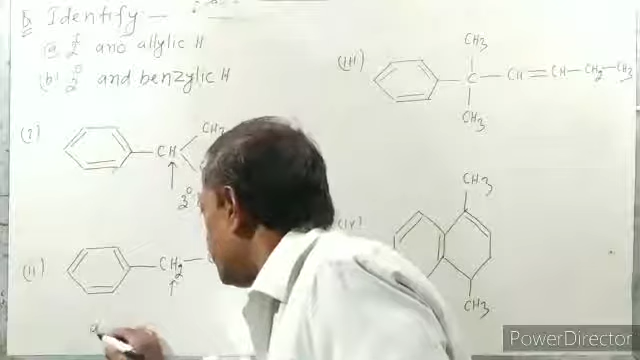 Q Identify —
(a) 2° and allylic H
(b) 3° and benzylic H
(I)
CH
CH3
3°
(II)
CH2
(III)
CH3
C — CH = CH — CH2 — CH3
CH3
(IV)
CH3
CH3
PowerDirector